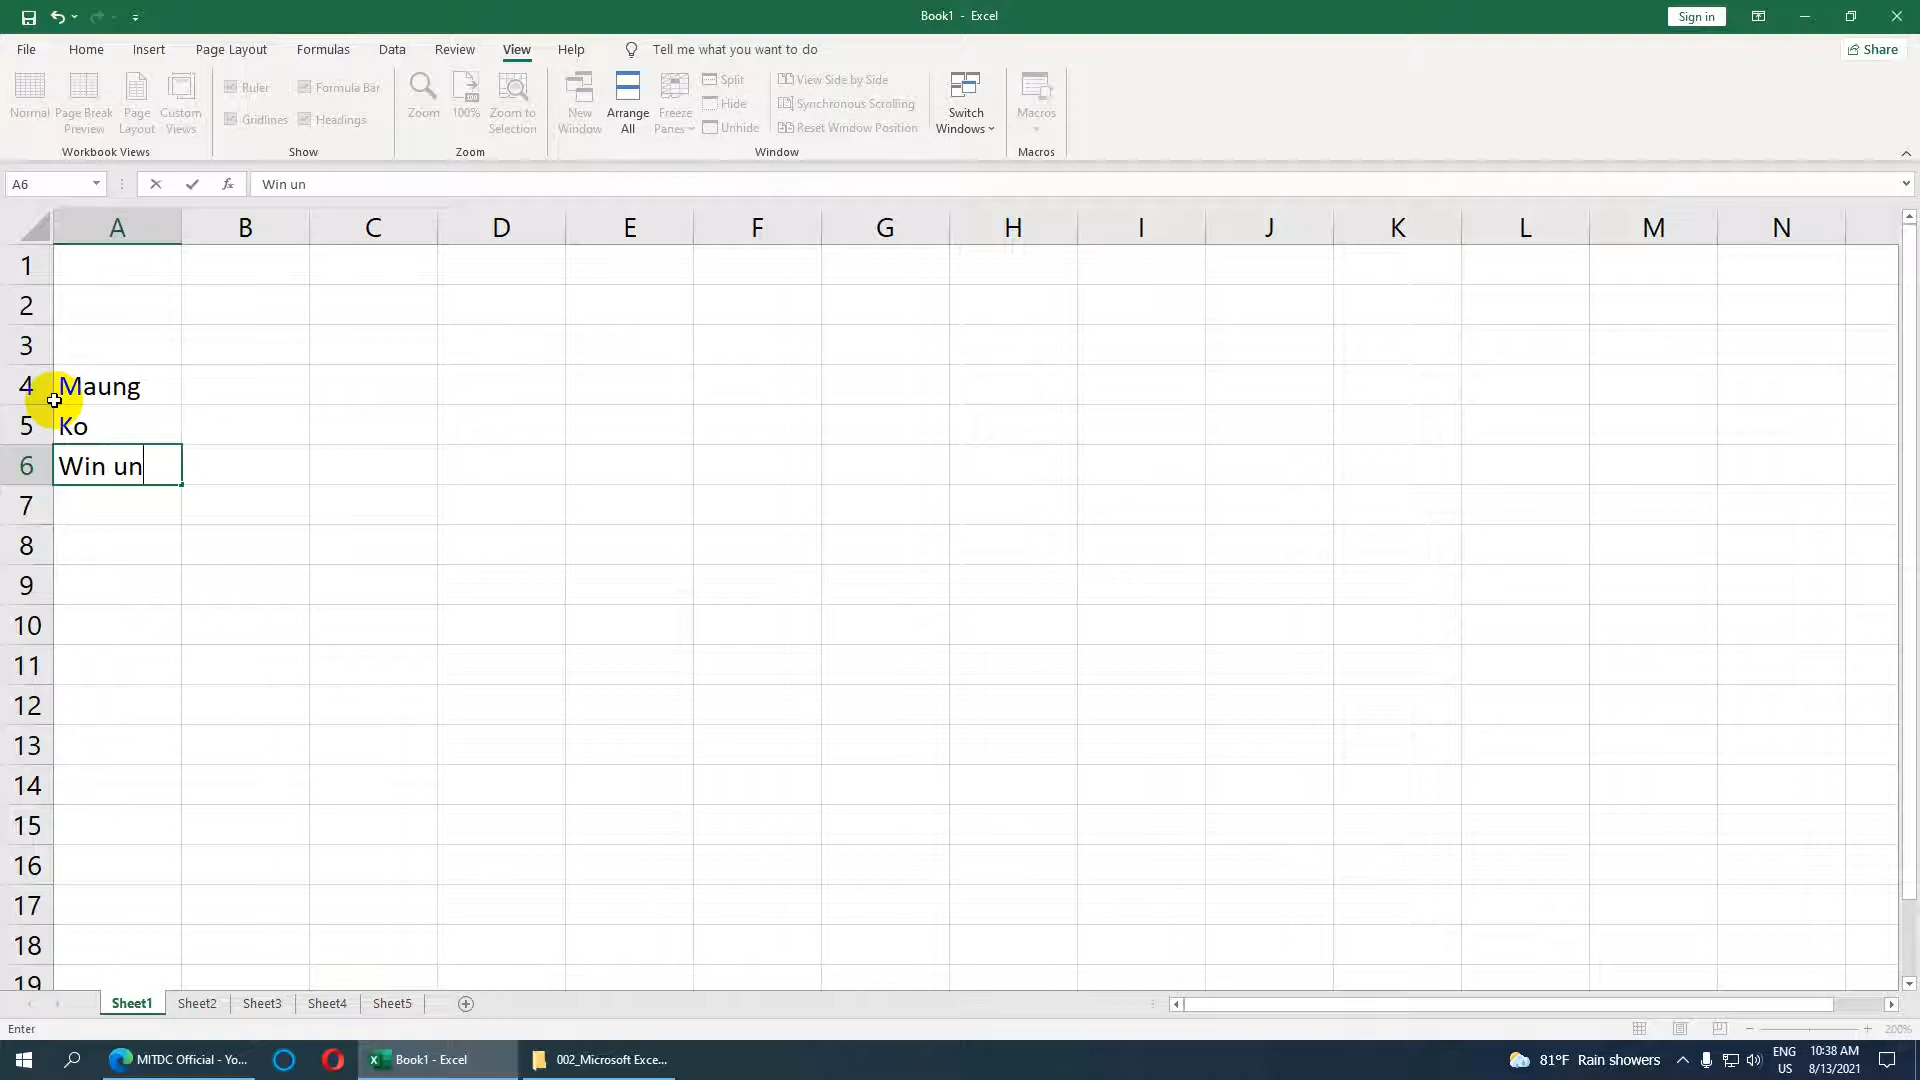 Book1 - Excel
Sign in
File Home Insert Page Layout Formulas Data Review View Help Tell me what you want to do Share
Normal
Page Break Preview
Page Layout
Custom Views
Workbook Views
Ruler
Formula Bar
Gridlines
Headings
Show
Zoom
100%
Zoom to Selection
Zoom
New Window
Arrange All
Freeze Panes
Split
Hide
Unhide
View Side by Side
Synchronous Scrolling
Reset Window Position
Window
Switch Windows
Macros
Macros
A6 fx Win un
A B C D E F G H I J K L M N
1
2
3
4 Maung
5 Ko
6 Win un
7
8
9
10
11
12
13
14
15
16
17
18
19
Sheet1 Sheet2 Sheet3 Sheet4 Sheet5
Enter 200%
MITDC Official - Yo... Book1 - Excel 002_Microsoft Exce... 81°F Rain showers ENG 10:38 AM
US 8/13/2021